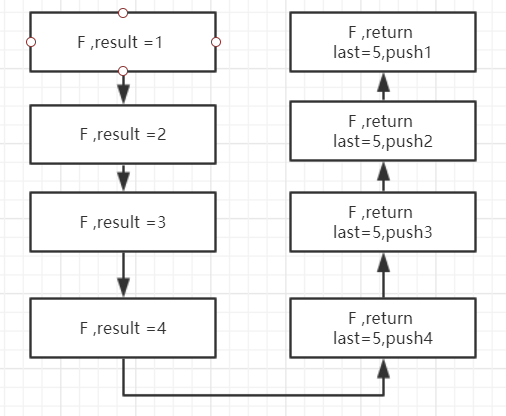 F ,result =1
F ,result =2
F ,result =3
F ,result =4
F ,return
last=5,push1
F ,return
last=5,push2
F ,return
last=5,push3
F ,return
last=5,push4